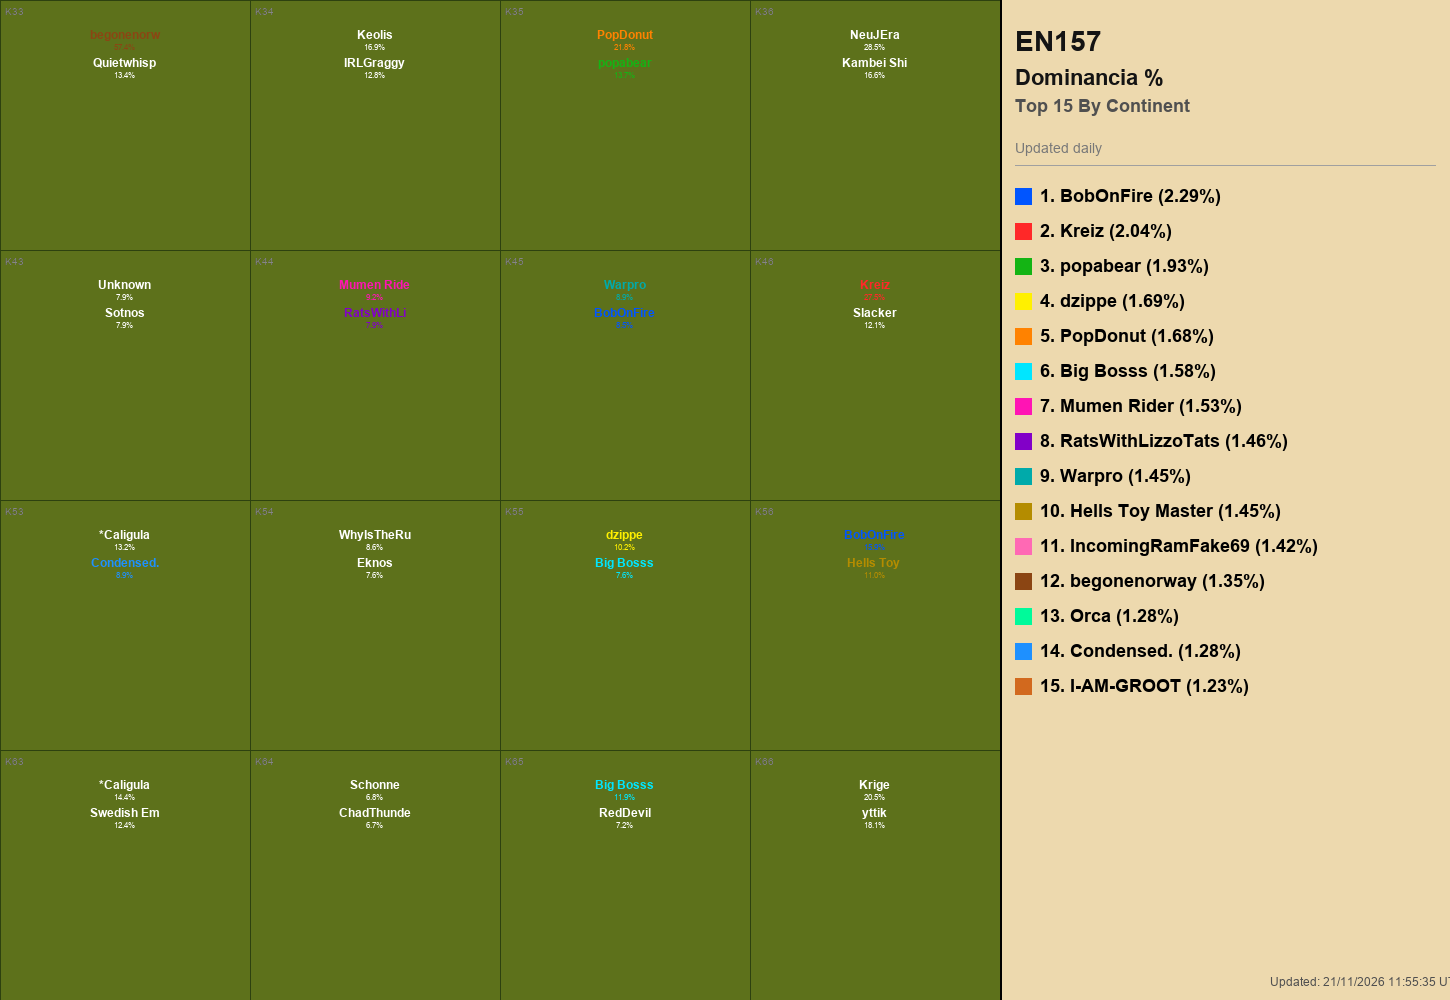 K33
begonenorw
Quietwhisp
13.4%
K34
Keolis
16.9%
IRLGraggy
12.8%
K35
PopDonut
21.8%
popabear
K36
NeuJEra
28.5%
Kambei Shi
16.6%
K43
Unknown
7.9%
Sotnos
7.9%
K44
Mumen Ride
RatsWithLi
7.9%
K45
Warpro
BobOnFire
K46
Kreiz
Slacker
12.1%
K53
*Caligula
13.2%
Condensed.
K54
WhyIsTheRu
8.6%
Eknos
7.6%
K55
dzippe
10.2%
Big Bosss
7.6%
K56
BobOnFire
Hells Toy
11.0%
K63
*Caligula
14.4%
Swedish Em
12.4%
K64
Schonne
6.8%
ChadThunde
6.7%
K65
Big Bosss
11.9%
RedDevil
7.2%
K66
Krige
20.5%
yttik
18.1%
EN157
Dominancia %
Top 15 By Continent
Updated daily
1. BobOnFire (2.29%)
2. Kreiz (2.04%)
3. popabear (1.93%)
4. dzippe (1.69%)
5. PopDonut (1.68%)
6. Big Bosss (1.58%)
7. Mumen Rider (1.53%)
8. RatsWithLizzoTats (1.46%)
9. Warpro (1.45%)
10. Hells Toy Master (1.45%)
11. IncomingRamFake69 (1.42%)
12. begonenorway (1.35%)
13. Orca (1.28%)
14. Condensed. (1.28%)
15. I-AM-GROOT (1.23%)
Updated: 21/11/2026 11:55:35